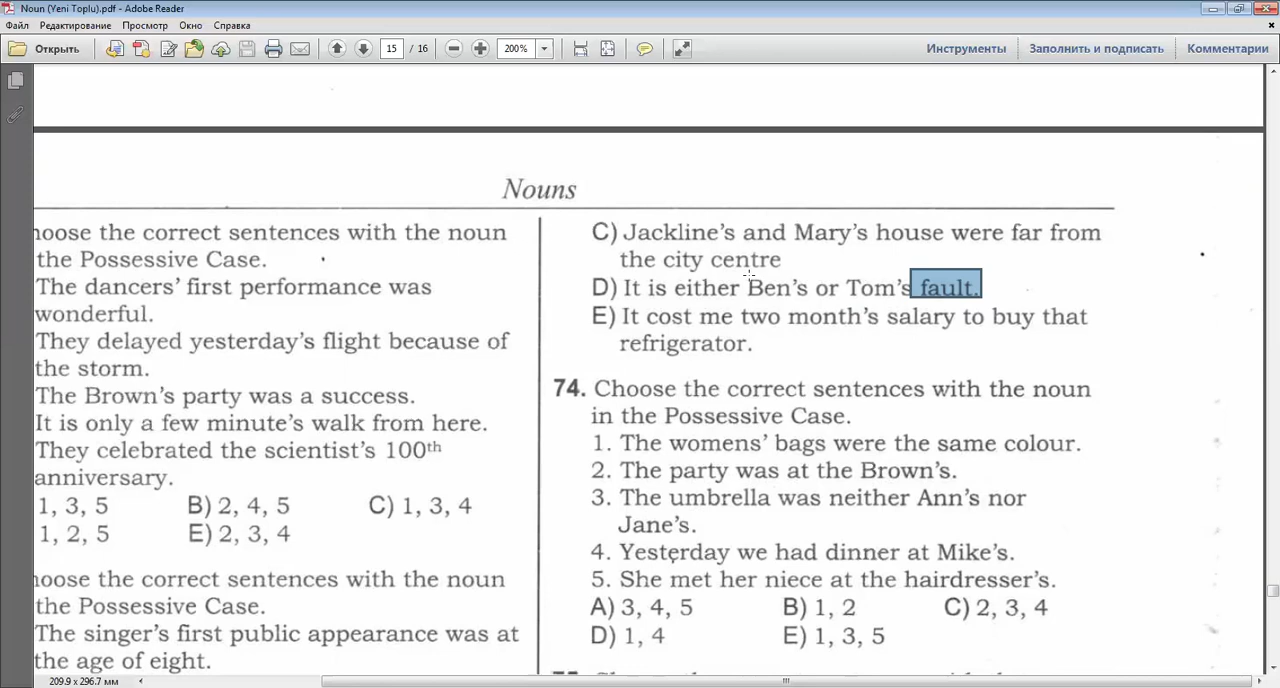 Noun (Yeni Toplu).pdf - Adobe Reader
Файл Редактирование Просмотр Окно Справка
Открыть 15 / 16 200% Инструменты Заполнить и подписать Комментарии
Nouns
hoose the correct sentences with the noun
the Possessive Case.
The dancers’ first performance was
wonderful.
They delayed yesterday’s flight because of
the storm.
The Brown’s party was a success.
It is only a few minute’s walk from here.
They celebrated the scientist’s 100th
anniversary.
1, 3, 5 B) 2, 4, 5 C) 1, 3, 4
1, 2, 5 E) 2, 3, 4
hoose the correct sentences with the noun
the Possessive Case.
The singer’s first public appearance was at
the age of eight.
C) Jackline’s and Mary’s house were far from
the city centre
D) It is either Ben’s or Tom’s fault.
E) It cost me two month’s salary to buy that
refrigerator.
74. Choose the correct sentences with the noun
in the Possessive Case.
1. The womens’ bags were the same colour.
2. The party was at the Brown’s.
3. The umbrella was neither Ann’s nor
Jane’s.
4. Yesterday we had dinner at Mike’s.
5. She met her niece at the hairdresser’s.
A) 3, 4, 5 B) 1, 2 C) 2, 3, 4
D) 1, 4 E) 1, 3, 5
209.9 x 296.7 мм